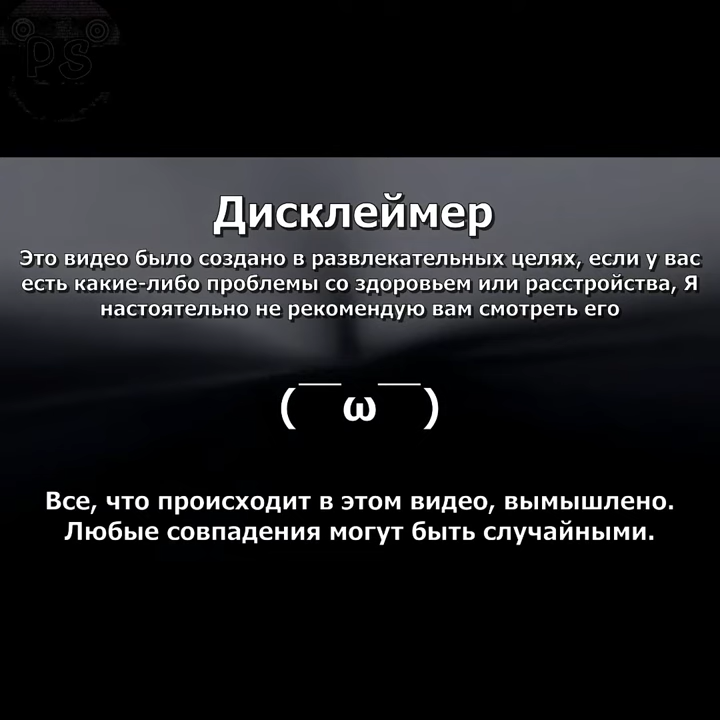 PS
Дисклеймер
Это видео было создано в развлекательных целях, если у вас
есть какие-либо проблемы со здоровьем или расстройства, Я
настоятельно не рекомендую вам смотреть его
(￣ω￣)
Все, что происходит в этом видео, вымышлено.
Любые совпадения могут быть случайными.